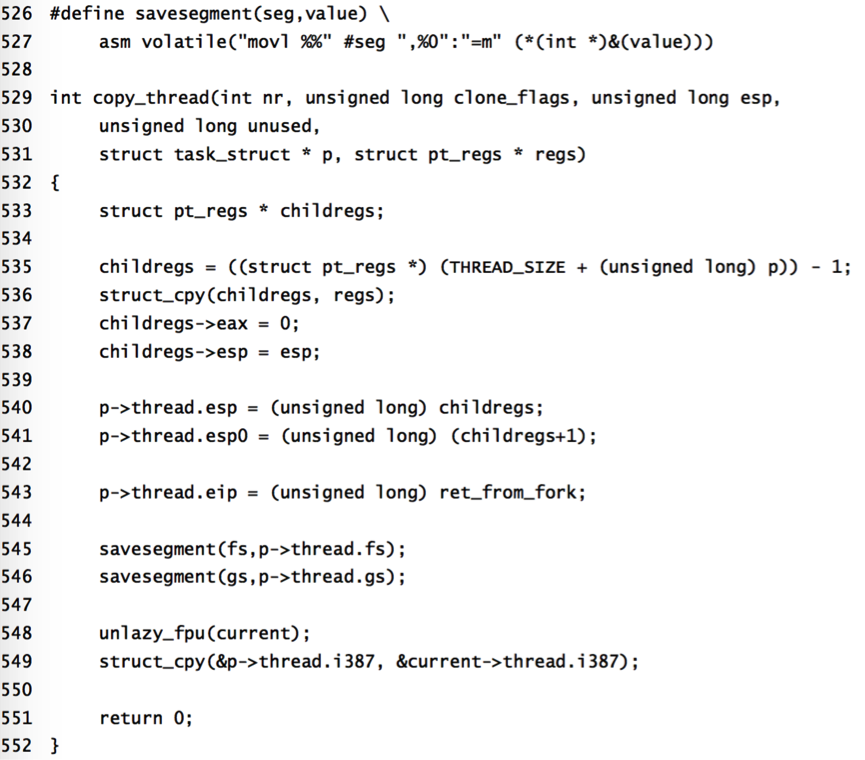 526 #define savesegment(seg,value) \
527     asm volatile("movl %%" #seg ",%0":"=m" (*(int *)&(value)))
528
529 int copy_thread(int nr, unsigned long clone_flags, unsigned long esp,
530     unsigned long unused,
531     struct task_struct * p, struct pt_regs * regs)
532 {
533     struct pt_regs * childregs;
534
535     childregs = ((struct pt_regs *) (THREAD_SIZE + (unsigned long) p)) - 1;
536     struct_cpy(childregs, regs);
537     childregs->eax = 0;
538     childregs->esp = esp;
539
540     p->thread.esp = (unsigned long) childregs;
541     p->thread.esp0 = (unsigned long) (childregs+1);
542
543     p->thread.eip = (unsigned long) ret_from_fork;
544
545     savesegment(fs,p->thread.fs);
546     savesegment(gs,p->thread.gs);
547
548     unlazy_fpu(current);
549     struct_cpy(&p->thread.i387, &current->thread.i387);
550
551     return 0;
552 }